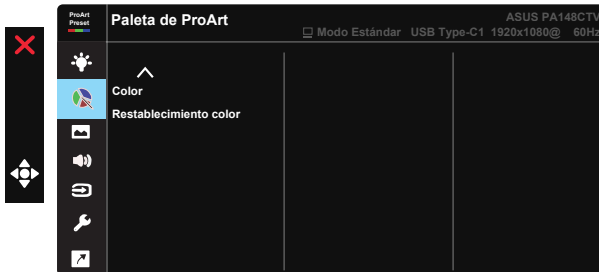 ProArt
Preset
Paleta de ProArt
ASUS PA148CTV
Modo Estándar USB Type-C1 1920x1080@ 60Hz
Color
Restablecimiento color